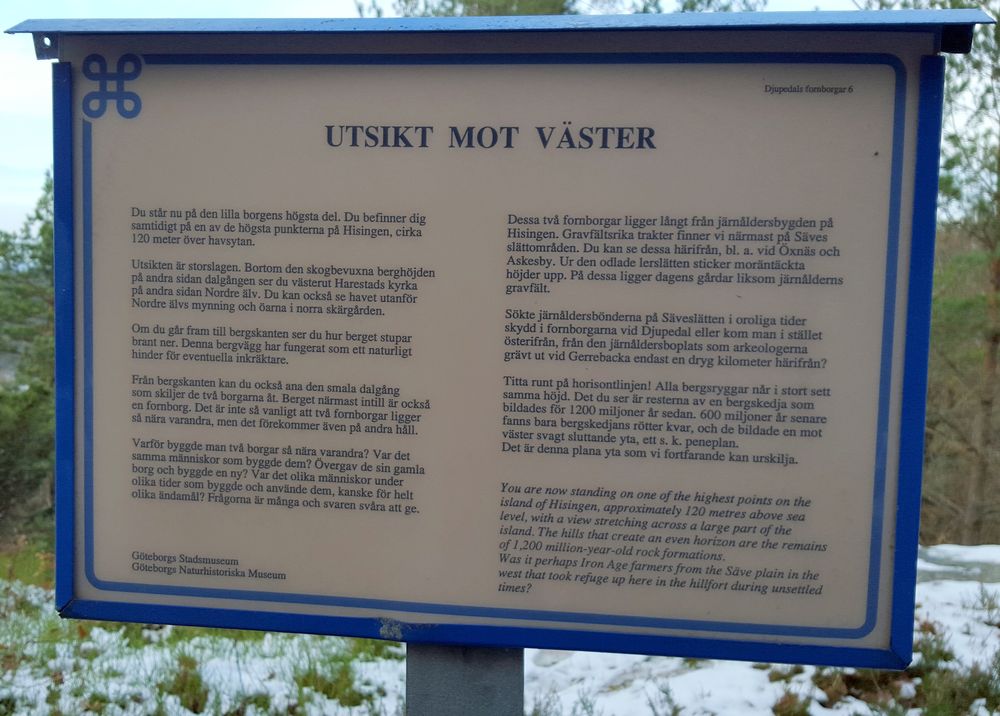 Djupedals fornborgar 6
UTSIKT MOT VÄSTER
Du står nu på den lilla borgens högsta del. Du befinner dig
samtidigt på en av de högsta punkterna på Hisingen, cirka
120 meter över havsytan.
Utsikten är storslagen. Bortom den skogbevuxna berghöjden
på andra sidan dalgången ser du västerut Harestads kyrka
på andra sidan Nordre älv. Du kan också se havet utanför
Nordre älvs mynning och öarna i norra skärgården.
Om du går fram till bergskanten ser du hur berget stupar
brant ner. Denna bergvägg har fungerat som ett naturligt
hinder för eventuella inkräktare.
Från bergskanten kan du också ana den smala dalgång
som skiljer de två borgarna åt. Berget närmast intill är också
en fornborg. Det är inte så vanligt att två fornborgar ligger
så nära varandra, men det förekommer även på andra håll.
Varför byggde man två borgar så nära varandra? Var det
samma människor som byggde dem? Övergav de sin gamla
borg och byggde en ny? Var det olika människor under
olika tider som byggde och använde dem, kanske för helt
olika ändamål? Frågorna är många och svaren svåra att ge.
Göteborgs Stadsmuseum
Göteborgs Naturhistoriska Museum
Dessa två fornborgar ligger långt från järnåldersbygden på
Hisingen. Gravfältsrika trakter finner vi närmast på Säves
slättområden. Du kan se dessa härifrån, bl. a. vid Öxnäs och
Askesby. Ur den odlade lerslätten sticker moräntäckta
höjder upp. På dessa ligger dagens gårdar liksom järnålderns
gravfält.
Sökte järnåldersbönderna på Säveslätten i oroliga tider
skydd i fornborgarna vid Djupedal eller kom man i stället
österifrån, från den järnåldersboplats som arkeologerna
grävt ut vid Gerrebacka endast en dryg kilometer härifrån?
Titta runt på horisontlinjen! Alla bergsryggar når i stort sett
samma höjd. Det du ser är resterna av en bergskedja som
bildades för 1200 miljoner år sedan. 600 miljoner år senare
fanns bara bergskedjans rötter kvar, och de bildade en mot
väster svagt sluttande yta, ett s. k. peneplan.
Det är denna plana yta som vi fortfarande kan urskilja.
You are now standing on one of the highest points on the
island of Hisingen, approximately 120 metres above sea
level, with a view stretching across a large part of the
island. The hills that create an even horizon are the remains
of 1,200 million-year-old rock formations.
Was it perhaps Iron Age farmers from the Säve plain in the
west that took refuge up here in the hillfort during unsettled
times?